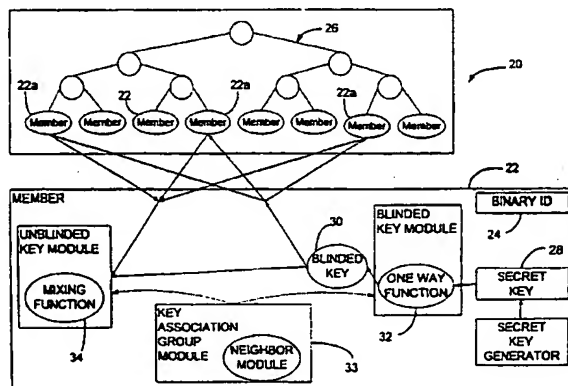 26
20
22a
22
22a
22a
Member Member Member Member Member Member Member Member
22
MEMBER
BINARY ID
24
UNBLINDED
KEY MODULE
MIXING
FUNCTION
34
30
BLINDED
KEY
BLINDED
KEY MODULE
ONE WAY
FUNCTION
32
28
SECRET
KEY
SECRET
KEY
GENERATOR
KEY
ASSOCIATION
GROUP
MODULE
NEIGHBOR
MODULE
33